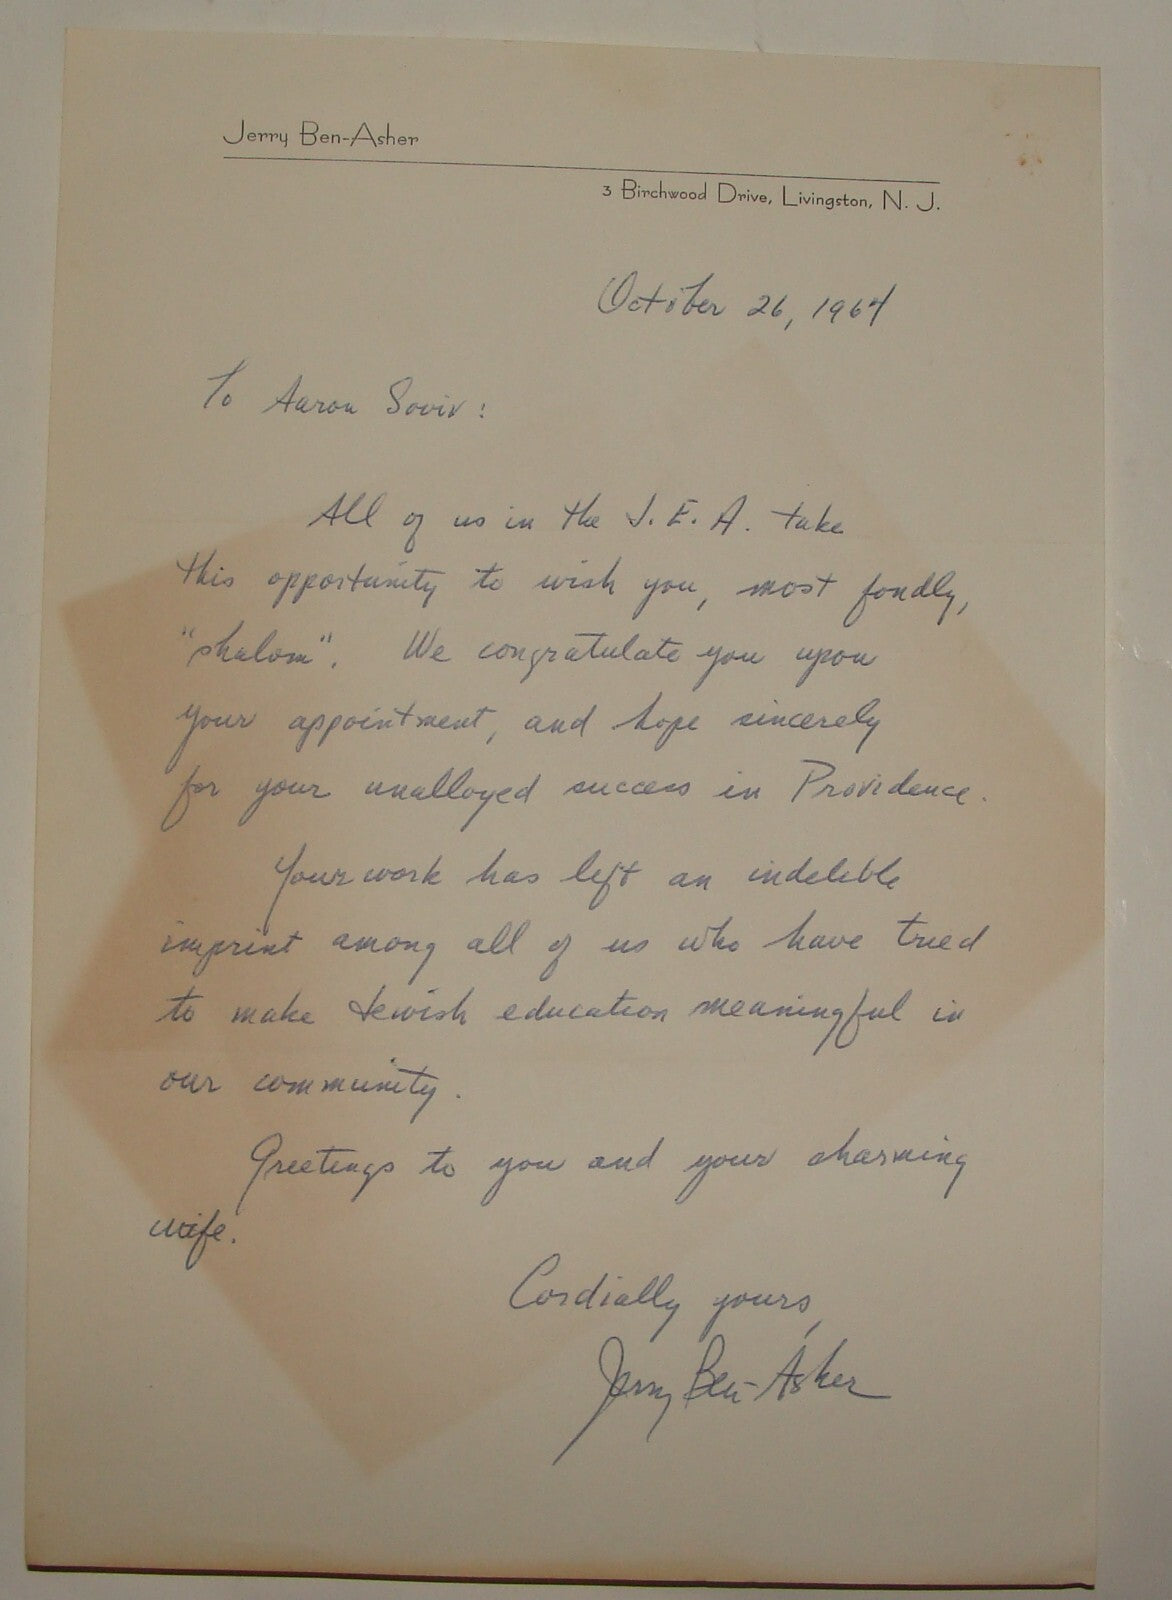 Jerry Ben-Asher
3 Birchwood Drive, Livingston, N. J.
October 26, 1964
To Aaron Soviv:
All of us in the J. E. A. take
this opportunity to wish you, most fondly,
"shalom". We congratulate you upon
your appointment, and hope sincerely
for your unalloyed success in Providence.
Your work has left an indelible
imprint among all of us who have tried
to make Jewish education meaningful in
our community.
Greetings to you and your charming
wife.
Cordially yours,
Jerry Ben-Asher